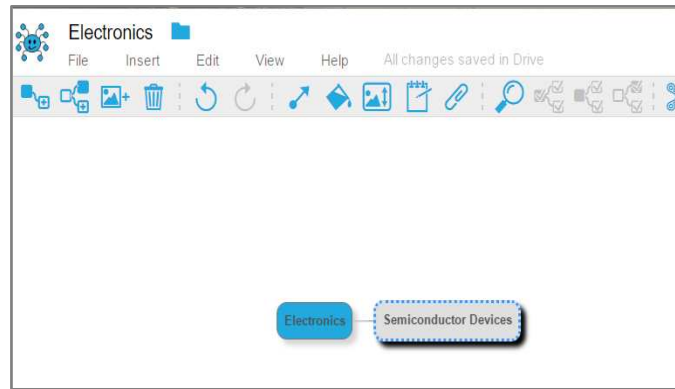 Electronics
File Insert Edit View Help All changes saved in Drive
Electronics Semiconductor Devices